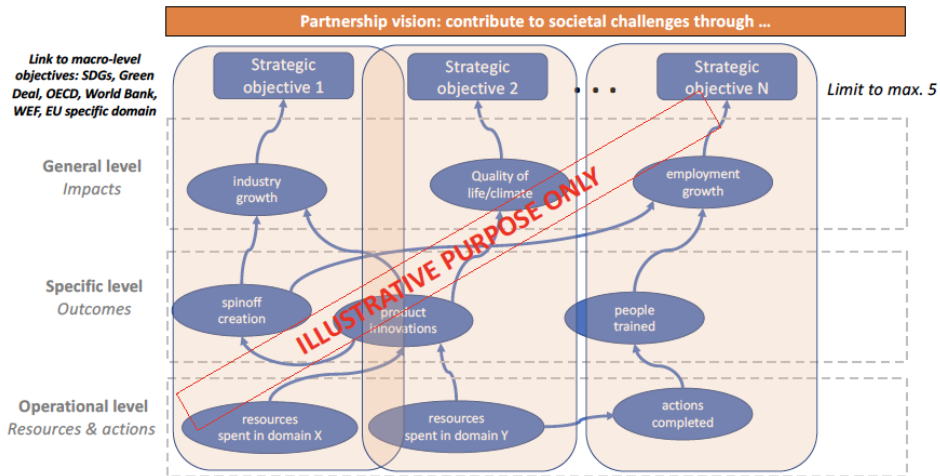 Partnership vision: contribute to societal challenges through …
Link to macro-level
objectives: SDGs, Green
Deal, OECD, World Bank,
WEF, EU specific domain
Strategic
objective 1
Strategic
objective 2
Strategic
objective N
Limit to max. 5
General level
Impacts
industry
growth
Quality of
life/climate
employment
growth
ILLUSTRATIVE PURPOSE ONLY
Specific level
Outcomes
spinoff
creation
product
innovations
people
trained
Operational level
Resources & actions
resources
spent in domain X
resources
spent in domain Y
actions
completed